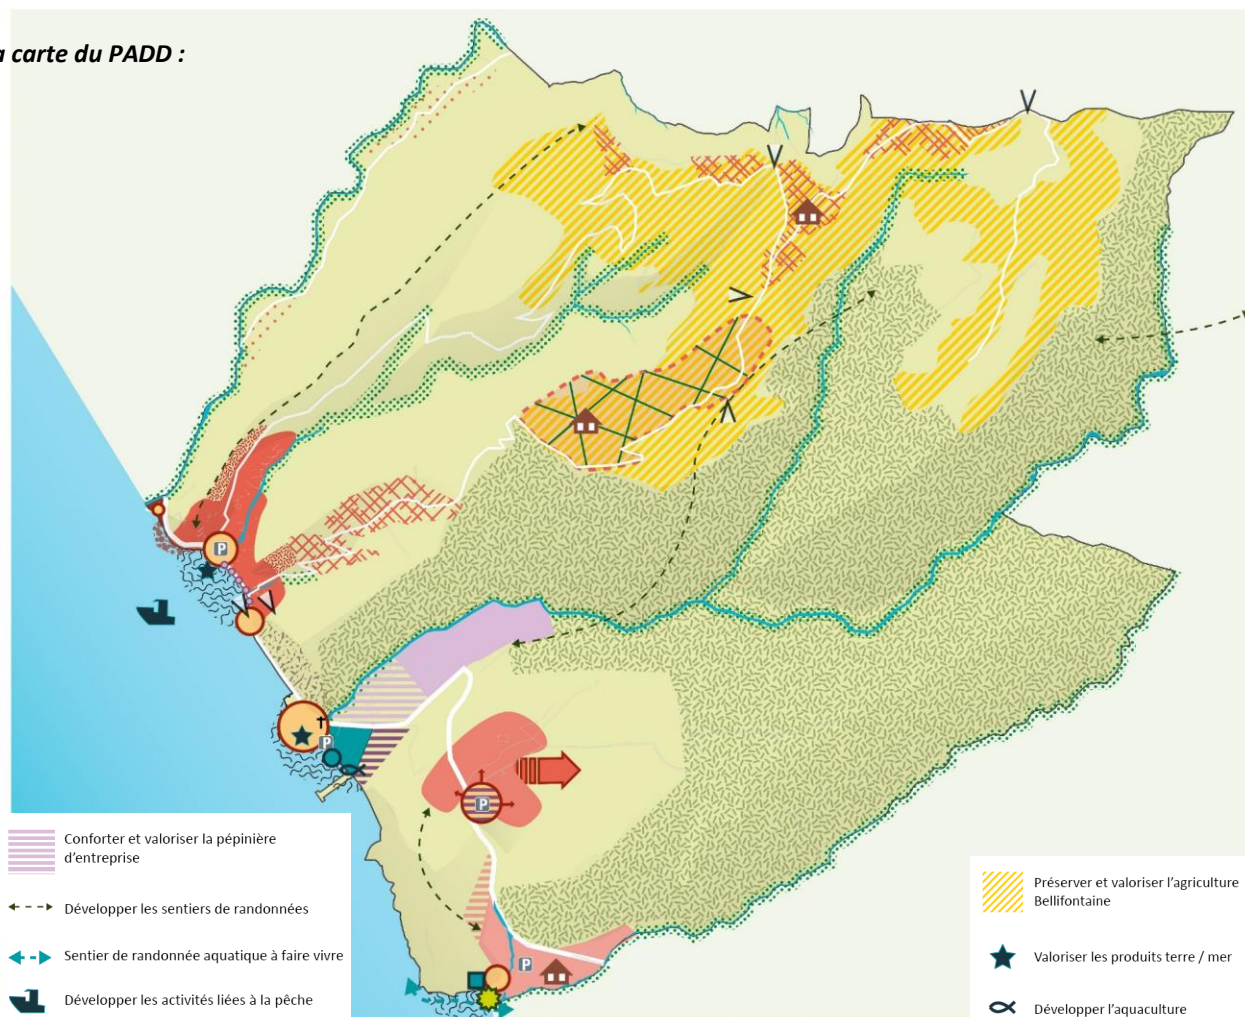 a carte du PADD :
P
P
P
P
Conforter et valoriser la pépinière
d'entreprise
Développer les sentiers de randonnées
Sentier de randonnée aquatique à faire vivre
Développer les activités liées à la pêche
Préserver et valoriser l'agriculture
Bellifontaine
Valoriser les produits terre / mer
Développer l'aquaculture